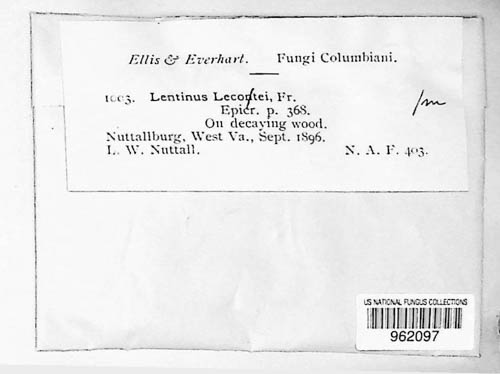 Ellis & Everhart. Fungi Columbiani.
1003. Lentinus Lecontei, Fr.
Epicr. p. 368.
On decaying wood.
Nuttallburg, West Va., Sept. 1896.
L. W. Nuttall. N. A. F. 403.
US NATIONAL FUNGUS COLLECTIONS
962097